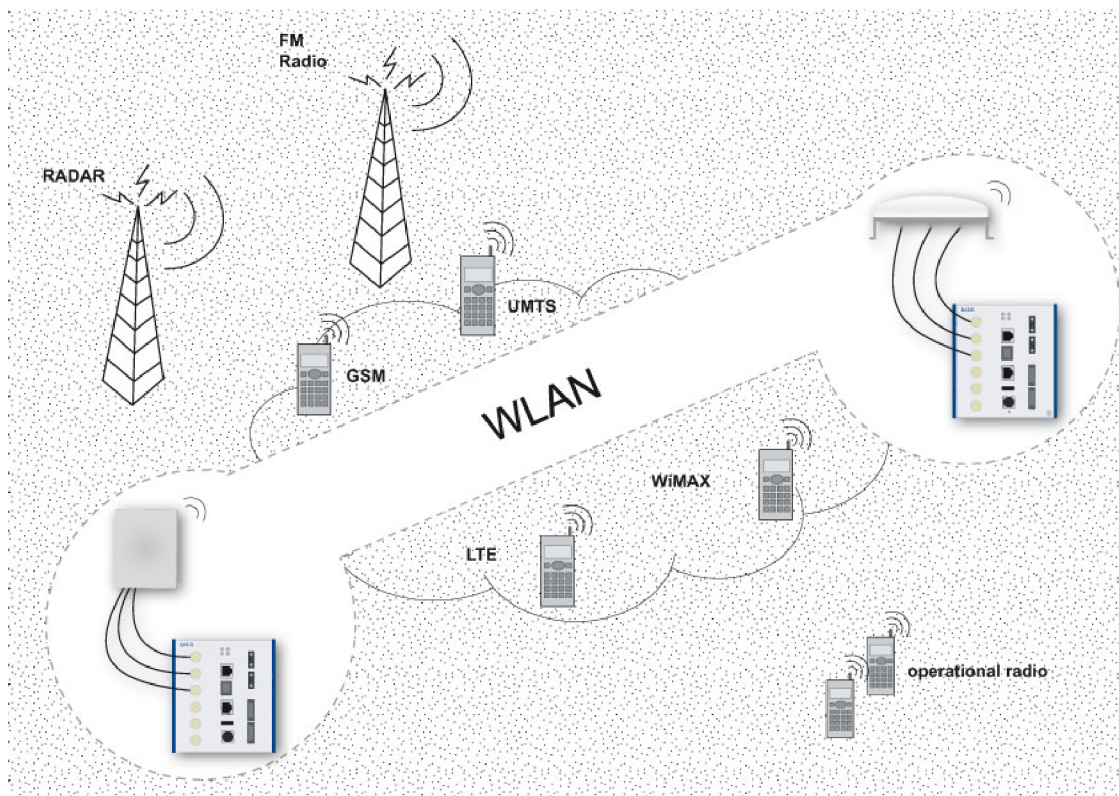 FM
Radio
RADAR
UMTS
GSM
WLAN
WiMAX
LTE
operational radio